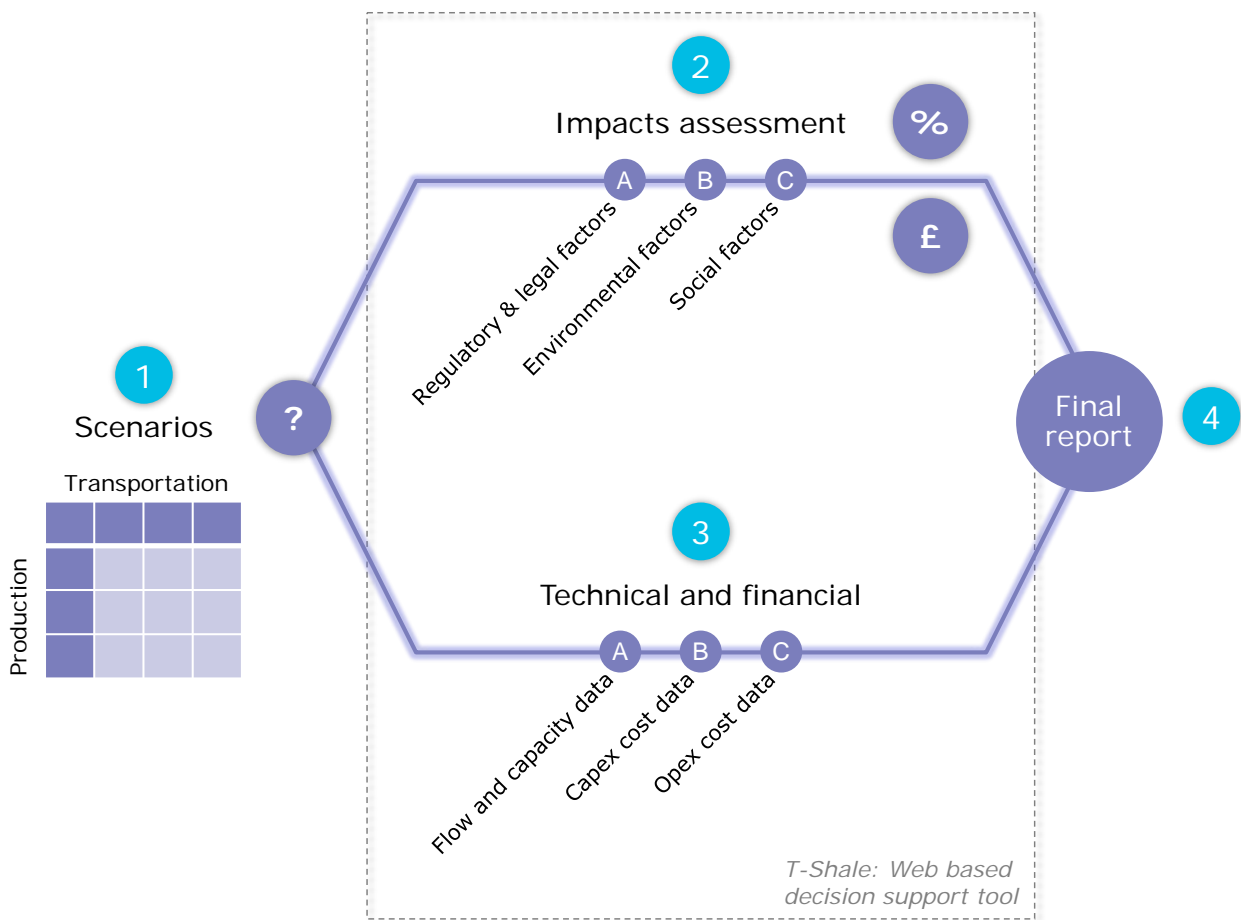 1
Scenarios
Transportation
Production
?
2
Impacts assessment
%
£
A
B
C
Regulatory & legal factors
Environmental factors
Social factors
3
Technical and financial
A
B
C
Flow and capacity data
Capex cost data
Opex cost data
Final
report
4
T-Shale: Web based
decision support tool